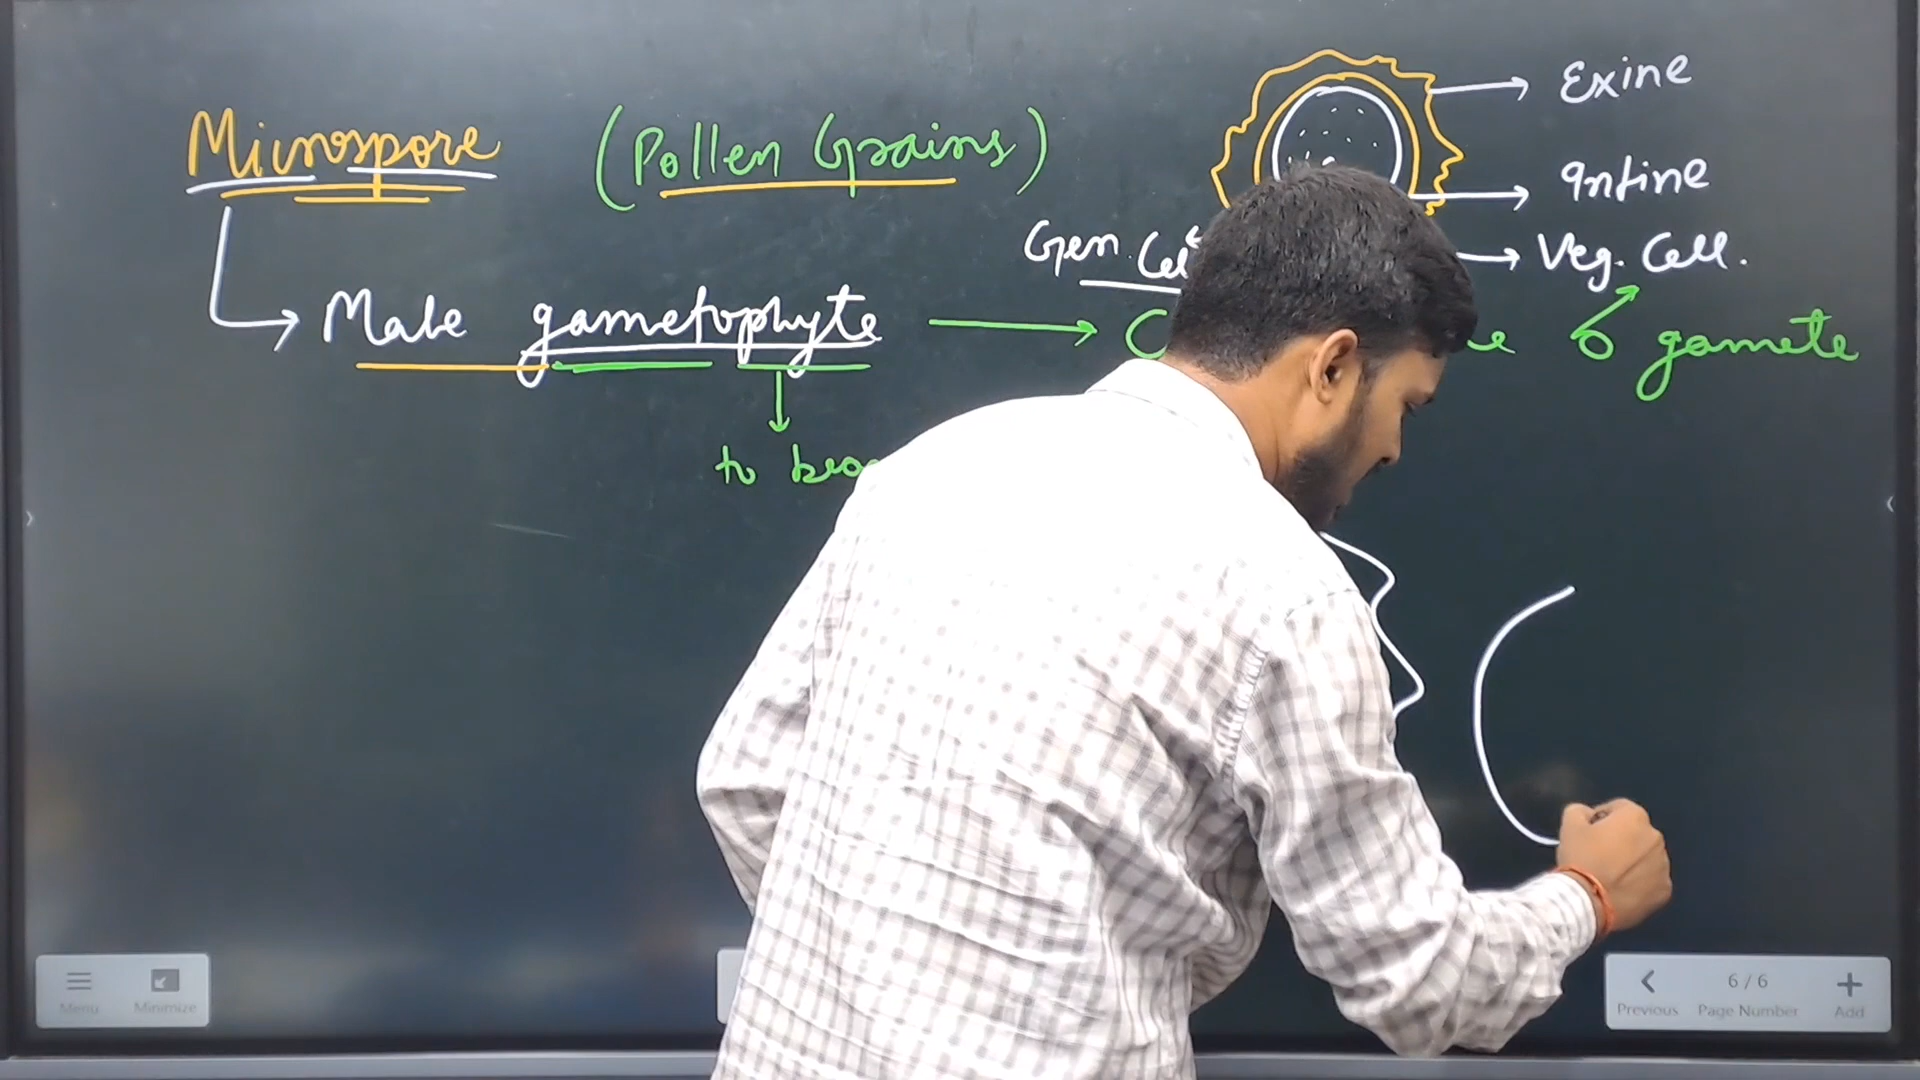 Exine
Microspore (Pollen Grains)
Intine
Gen. Cell
Veg. Cell.
Male gametophyte
gamete
to
Menu Minimize
6 / 6
Previous Page Number Add